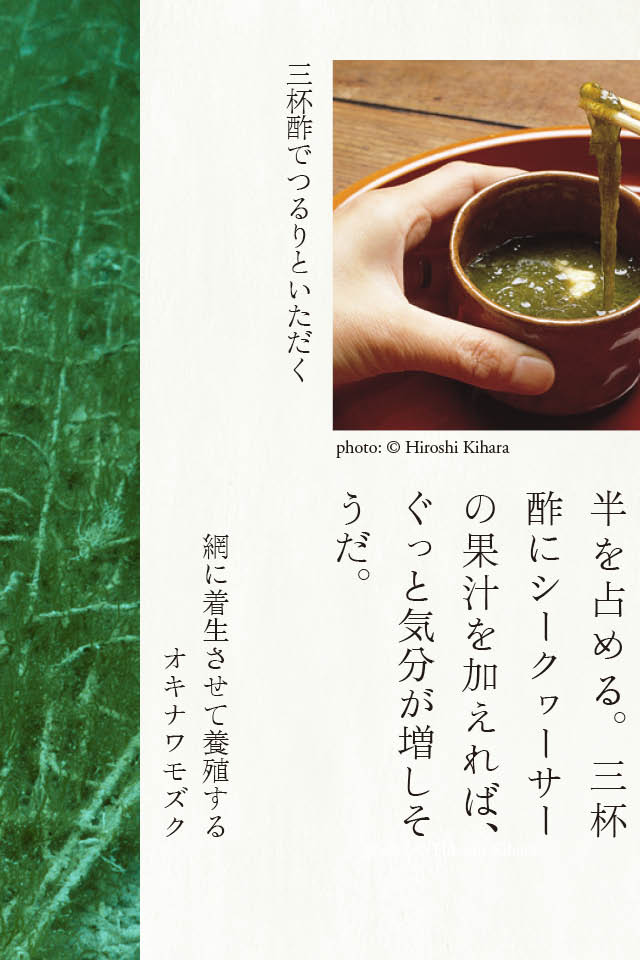 半を占める。三杯
酢にシークヮーサー
の果汁を加えれば、
ぐっと気分が増しそ
うだ。
photo: © Hiroshi Kihara
三杯酢でつるりといただく
網に着生させて養殖する
オキナワモズク